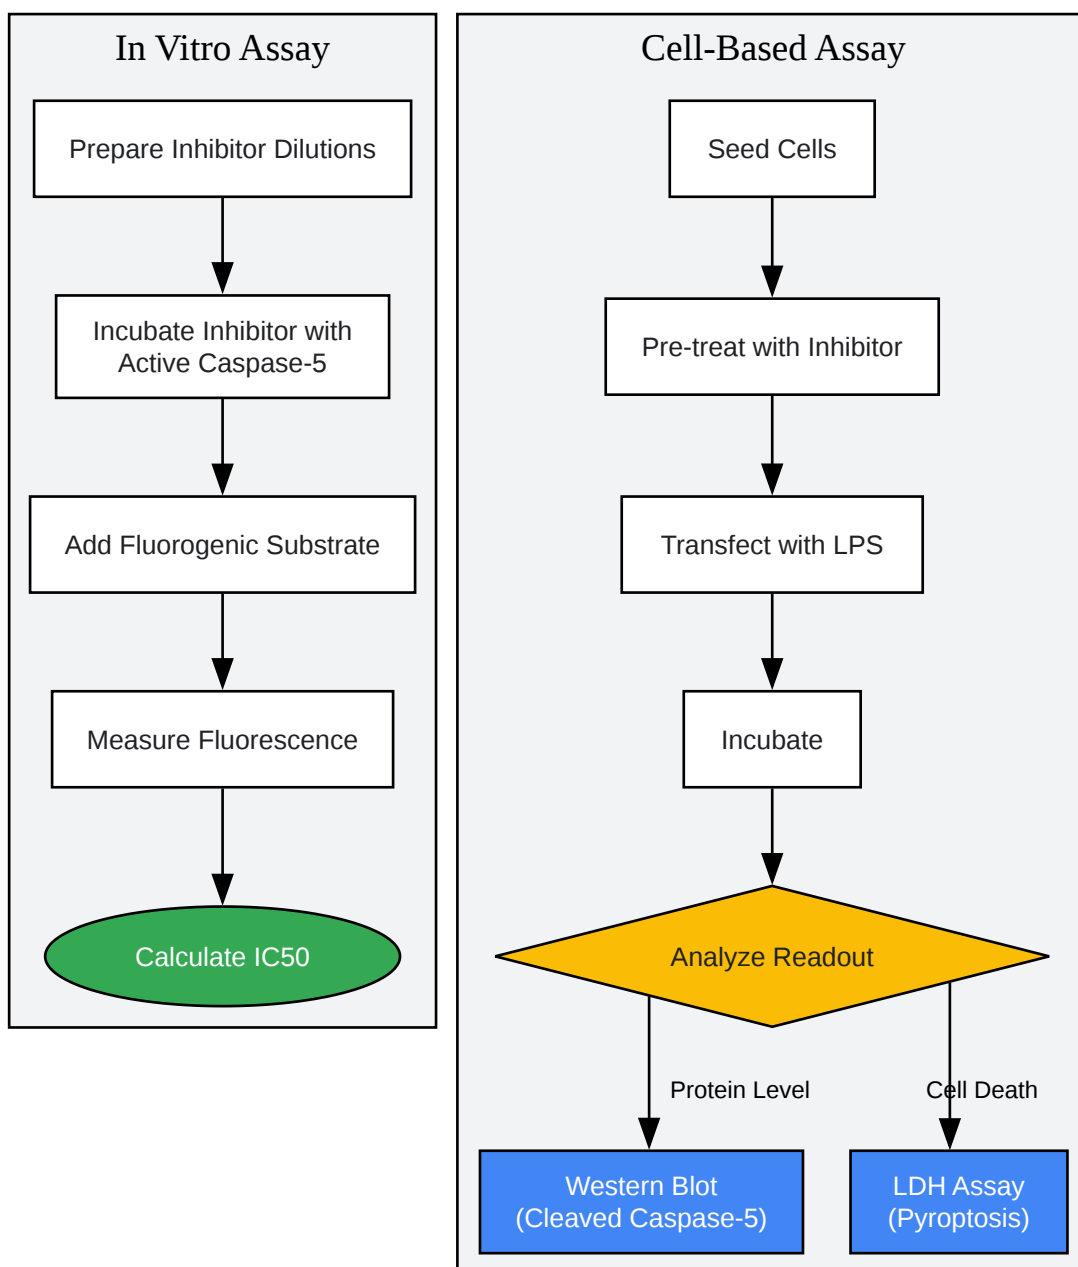 In Vitro Assay
Prepare Inhibitor Dilutions
Incubate Inhibitor with
Active Caspase-5
Add Fluorogenic Substrate
Measure Fluorescence
Calculate IC50
Cell-Based Assay
Seed Cells
Pre-treat with Inhibitor
Transfect with LPS
Incubate
Analyze Readout
Protein Level
Cell Death
Western Blot
(Cleaved Caspase-5)
LDH Assay
(Pyroptosis)